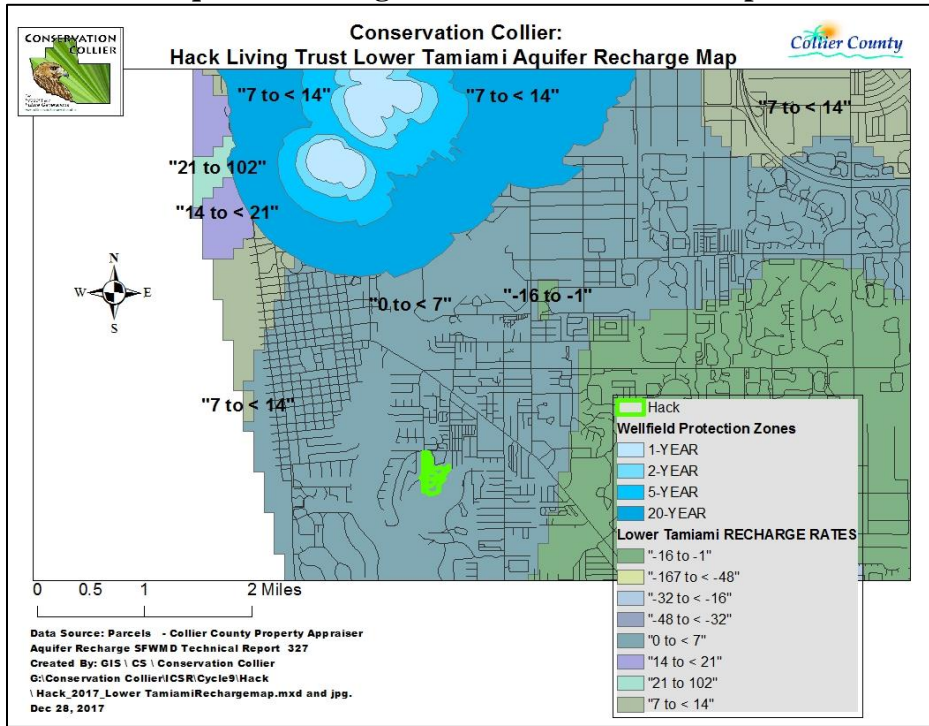 CONSERVATION
COLLIER
Conservation Collier:
Hack Living Trust Lower Tamiami Aquifer Recharge Map
Collier County
"7 to < 14"
"7 to < 14"
"7 to < 14"
"21 to 102"
"14 to < 21"
N
W
E
S
"0 to < 7"
"-16 to -1"
"7 to < 14"
Hack
Wellfield Protection Zones
1-YEAR
2-YEAR
5-YEAR
20-YEAR
Lower Tamiami RECHARGE RATES
"-16 to -1"
"-167 to < -48"
"-32 to < -16"
"-48 to < -32"
"0 to < 7"
"14 to < 21"
"21 to 102"
"7 to < 14"
0 0.5 1 2 Miles
Data Source: Parcels - Collier County Property Appraiser
Aquifer Recharge SFWMD Technical Report 327
Created By: GIS \ CS \ Conservation Collier
G:\Conservation Collier\ICSR\Cycle9\Hack
\ Hack_2017_Lower TamiamiRechargemap.mxd and jpg.
Dec 28, 2017